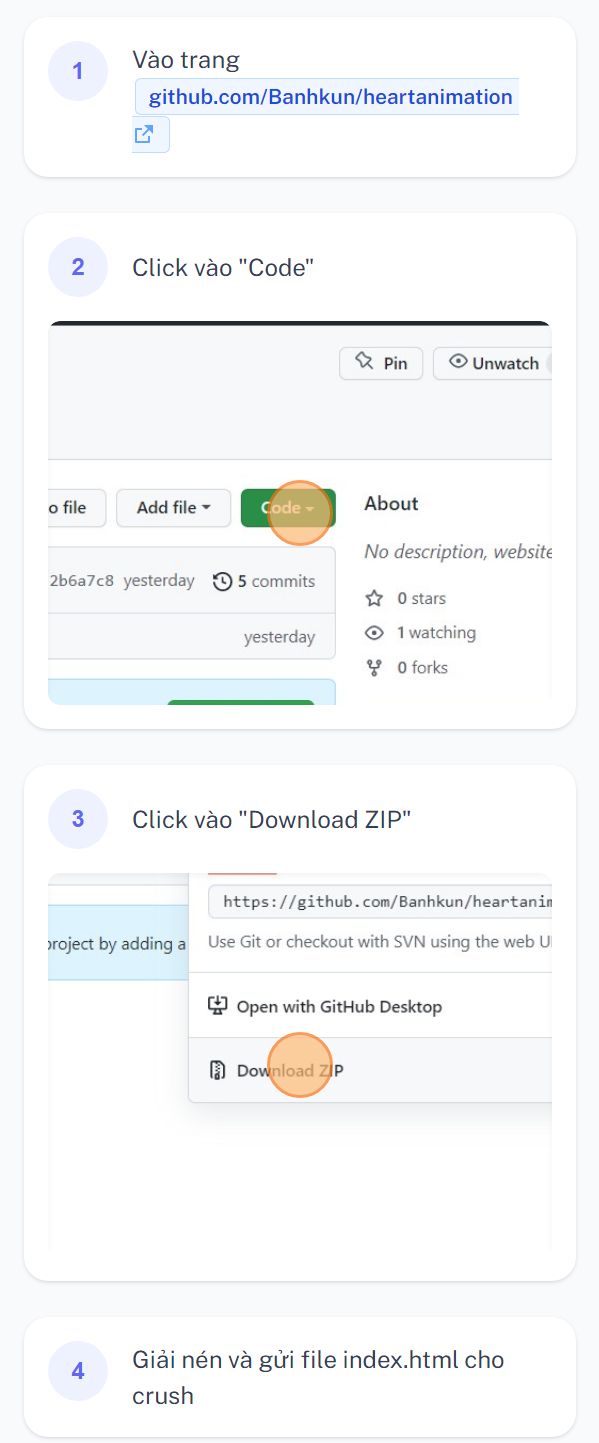 1
Vào trang
github.com/Banhkun/heartanimation
2
Click vào "Code"
Pin
Unwatch
o file
Add file
Code
About
No description, website
2b6a7c8 yesterday 5 commits
0 stars
yesterday
1 watching
0 forks
3
Click vào "Download ZIP"
https://github.com/Banhkun/heartanim
project by adding a
Use Git or checkout with SVN using the web U
Open with GitHub Desktop
Download ZIP
4
Giải nén và gửi file index.html cho
crush